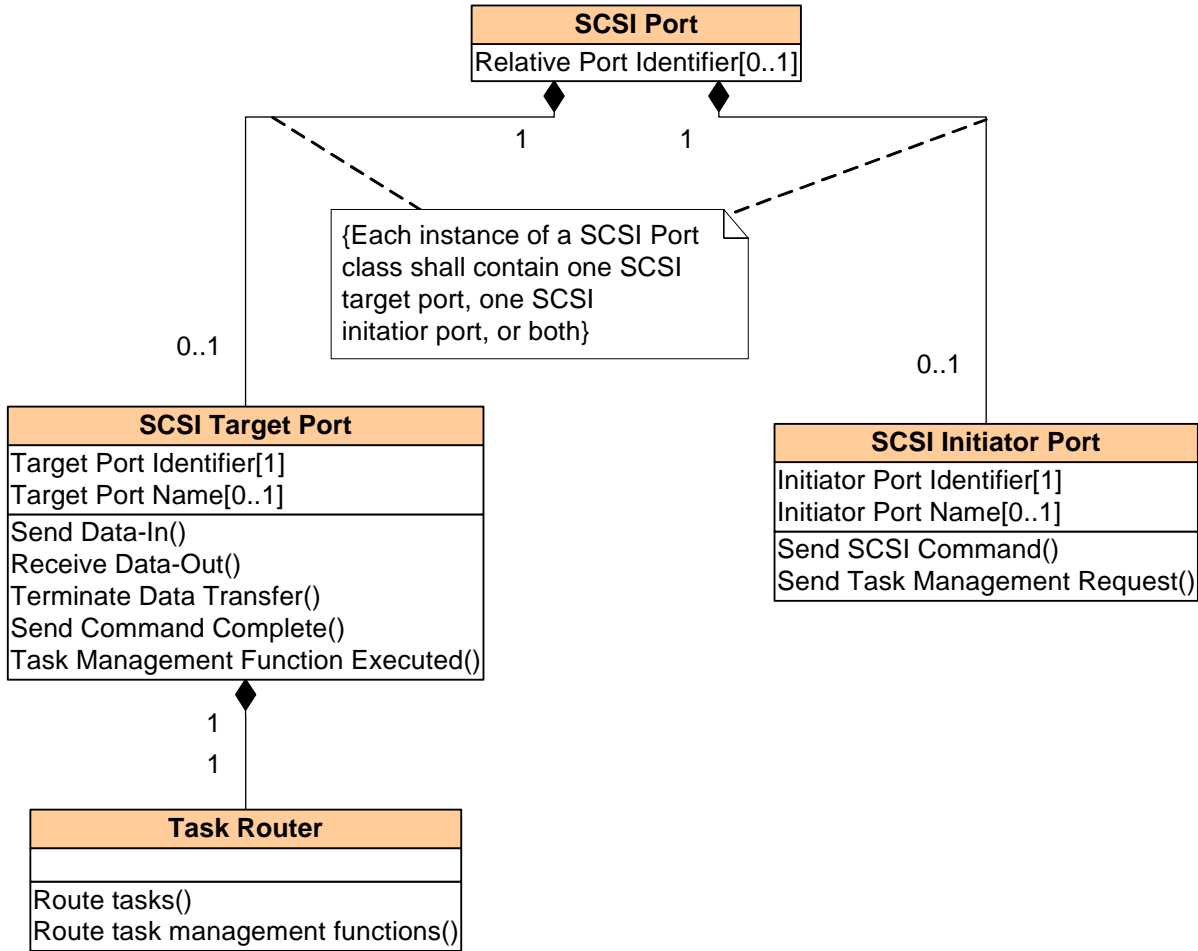 SCSI Port
Relative Port Identifier[0..1]
1
1
{Each instance of a SCSI Port
class shall contain one SCSI
target port, one SCSI
initatior port, or both}
0..1
0..1
SCSI Target Port
Target Port Identifier[1]
Target Port Name[0..1]
Send Data-In()
Receive Data-Out()
Terminate Data Transfer()
Send Command Complete()
Task Management Function Executed()
SCSI Initiator Port
Initiator Port Identifier[1]
Initiator Port Name[0..1]
Send SCSI Command()
Send Task Management Request()
1
1
Task Router
Route tasks()
Route task management functions()